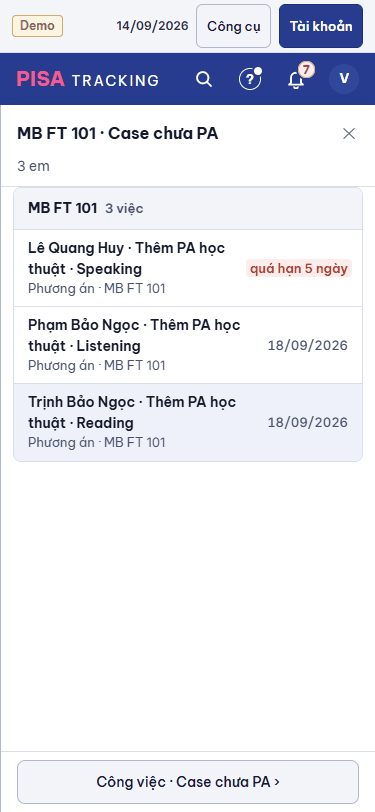 Demo
14/09/2026
Công cụ
Tài khoản
PISA TRACKING
?
7
V
MB FT 101 · Case chưa PA
3 em
MB FT 101 3 việc
Lê Quang Huy · Thêm PA học
thuật · Speaking
quá hạn 5 ngày
Phương án · MB FT 101
Phạm Bảo Ngọc · Thêm PA học
thuật · Listening
18/09/2026
Phương án · MB FT 101
Trịnh Bảo Ngọc · Thêm PA học
thuật · Reading
18/09/2026
Phương án · MB FT 101
Công việc · Case chưa PA ›